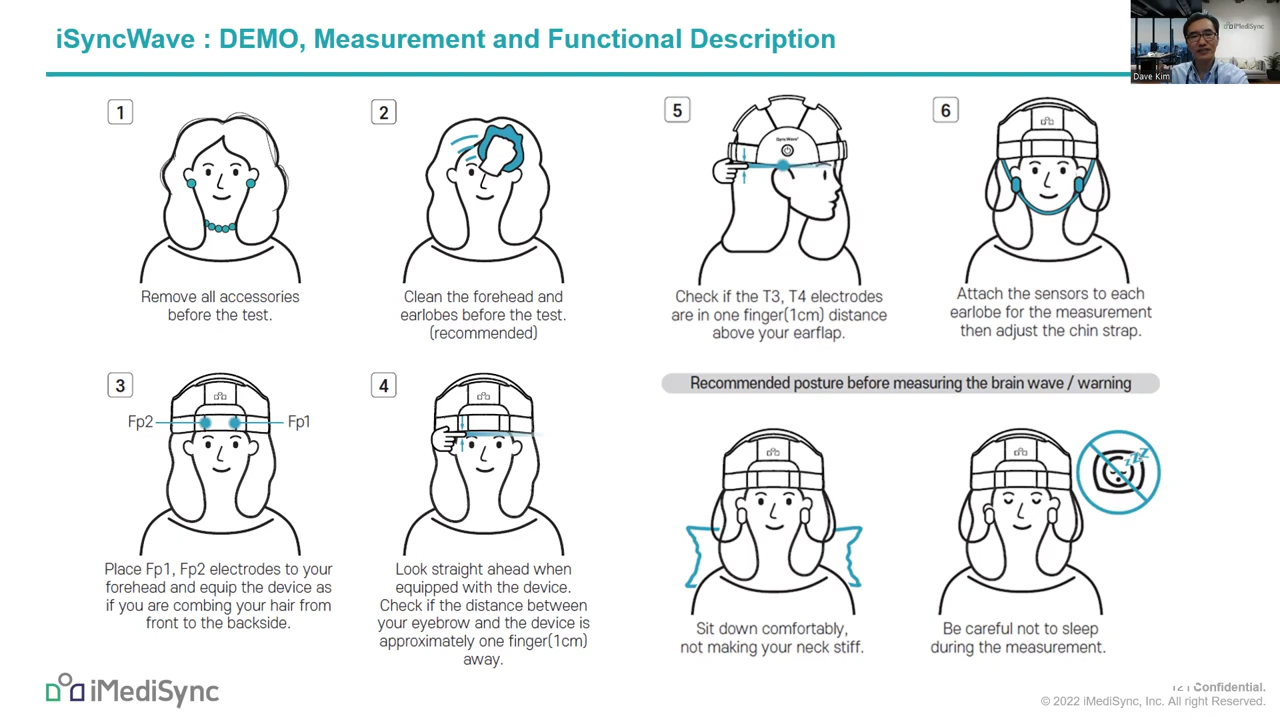 iSyncWave : DEMO, Measurement and Functional Description
iMediSync
Dave Kim
1
Remove all accessories
before the test.
2
Clean the forehead and
earlobes before the test.
(recommended)
3
Fp2
Fp1
Place Fp1, Fp2 electrodes to your
forehead and equip the device as
if you are combing your hair from
front to the backside.
4
Look straight ahead when
equipped with the device.
Check if the distance between
your eyebrow and the device is
approximately one finger(1cm)
away.
5
iSyncWave
Check if the T3, T4 electrodes
are in one finger(1cm) distance
above your earflap.
6
Attach the sensors to each
earlobe for the measurement
then adjust the chin strap.
Recommended posture before measuring the brain wave / warning
Sit down comfortably,
not making your neck stiff.
zzZZ
Be careful not to sleep
during the measurement.
iMediSync
Confidential.
© 2022 iMediSync, Inc. All right Reserved.